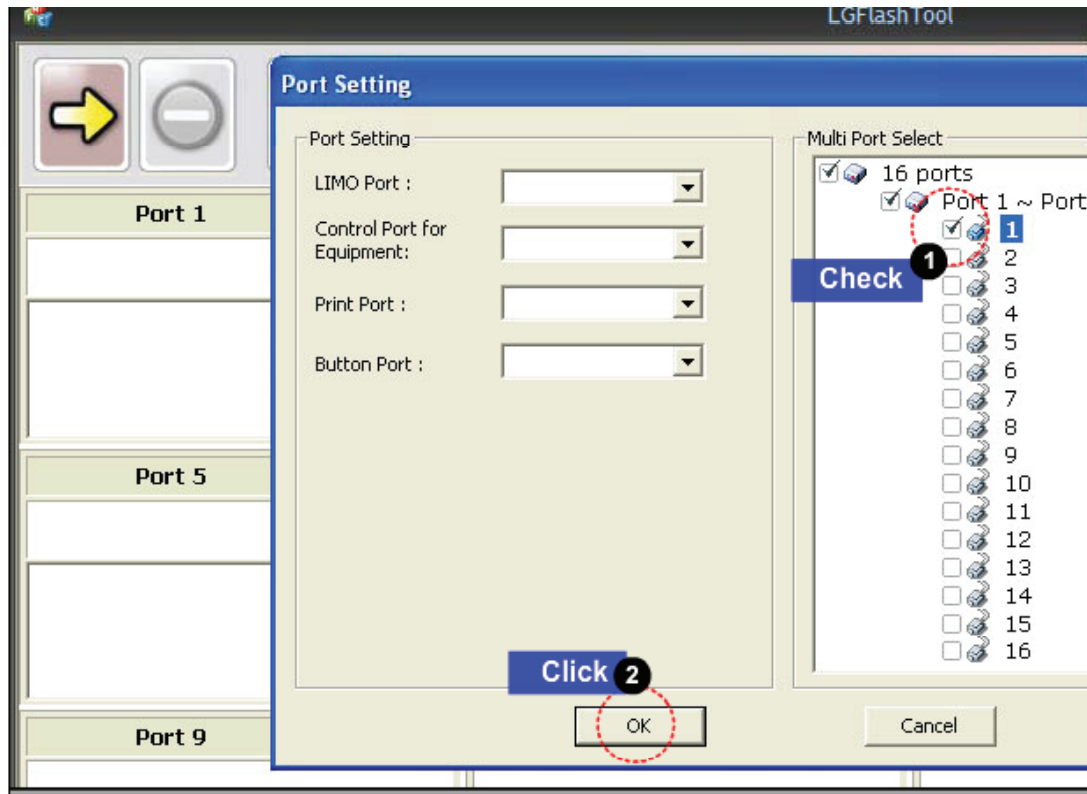 LGFlashTool
Port Setting
Port Setting
LIMO Port :
Control Port for
Equipment:
Print Port :
Button Port :
Multi Port Select
16 ports
Port 1 ~ Port
1
2
3
4
5
6
7
8
9
10
11
12
13
14
15
16
Check 1
Click 2
OK
Cancel
Port 1
Port 5
Port 9